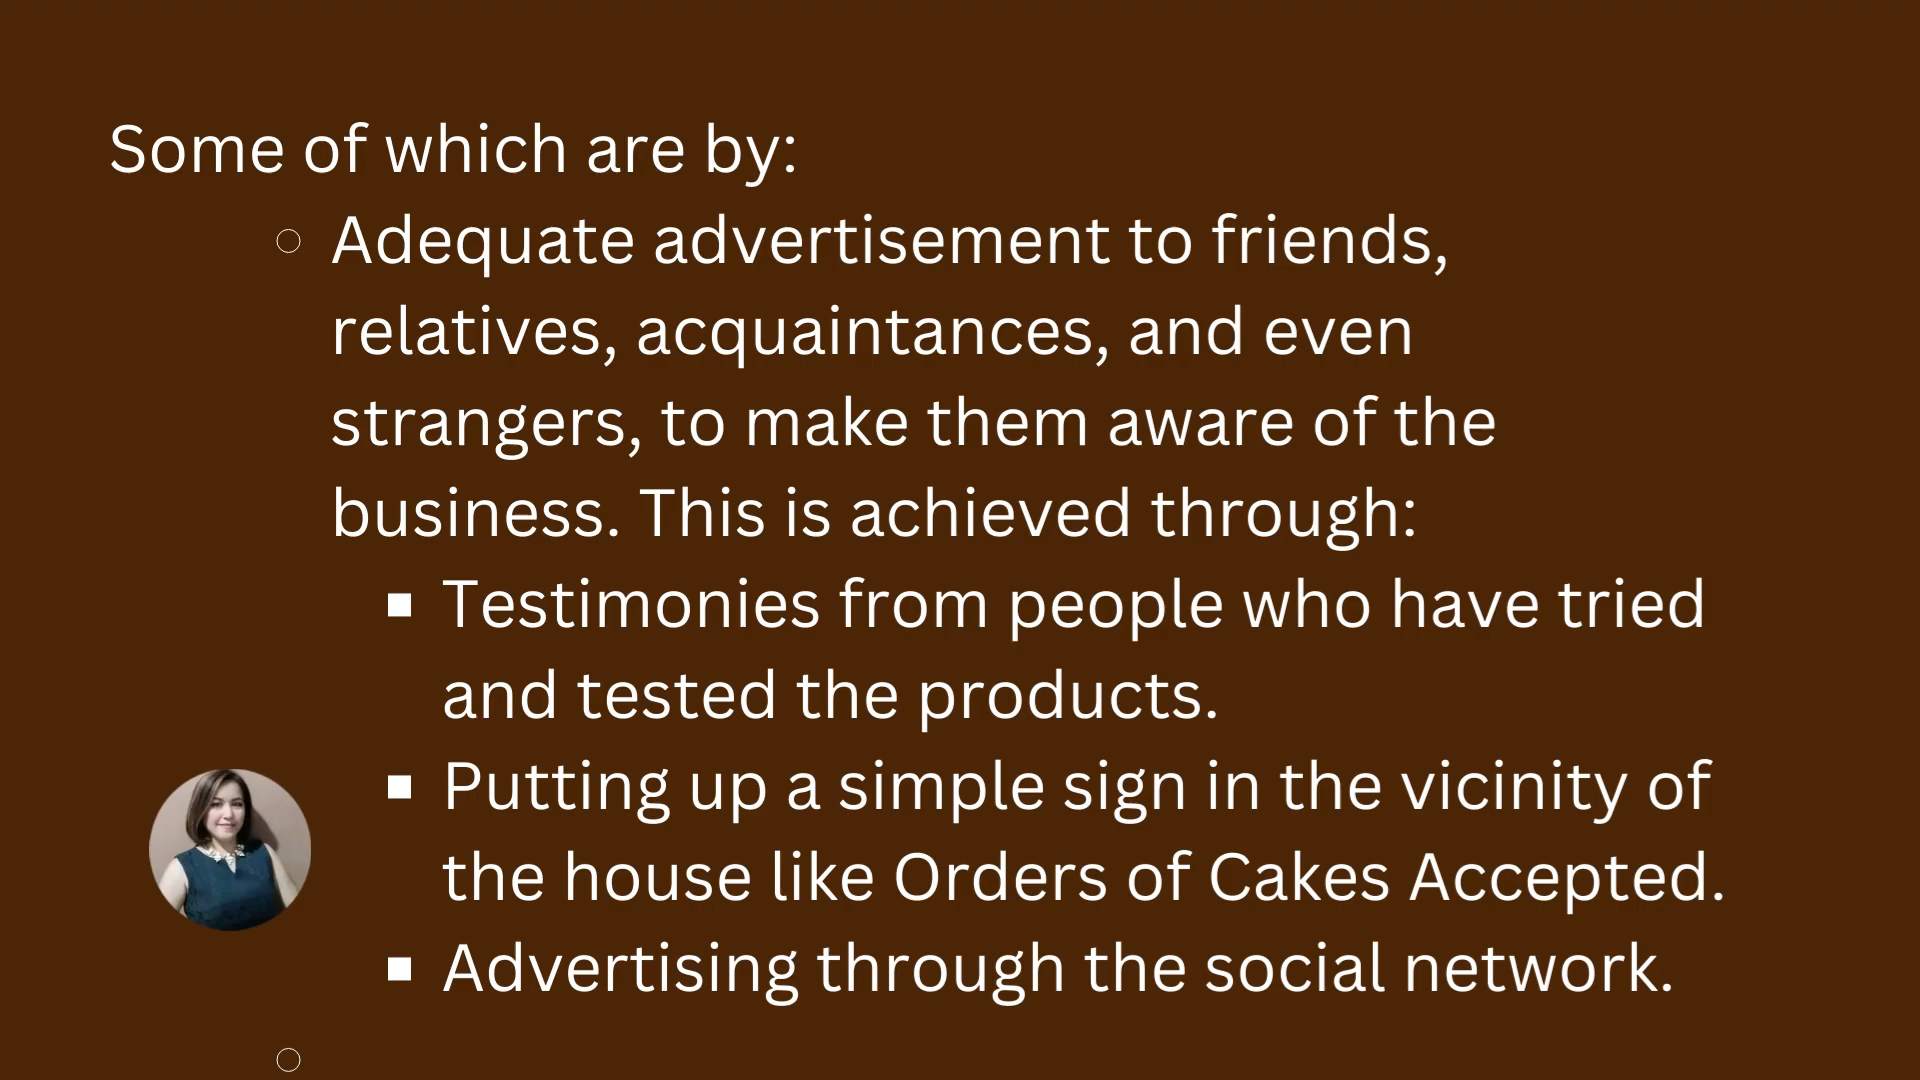 Some of which are by:
Adequate advertisement to friends,
relatives, acquaintances, and even
strangers, to make them aware of the
business. This is achieved through:
Testimonies from people who have tried
and tested the products.
Putting up a simple sign in the vicinity of
the house like Orders of Cakes Accepted.
Advertising through the social network.